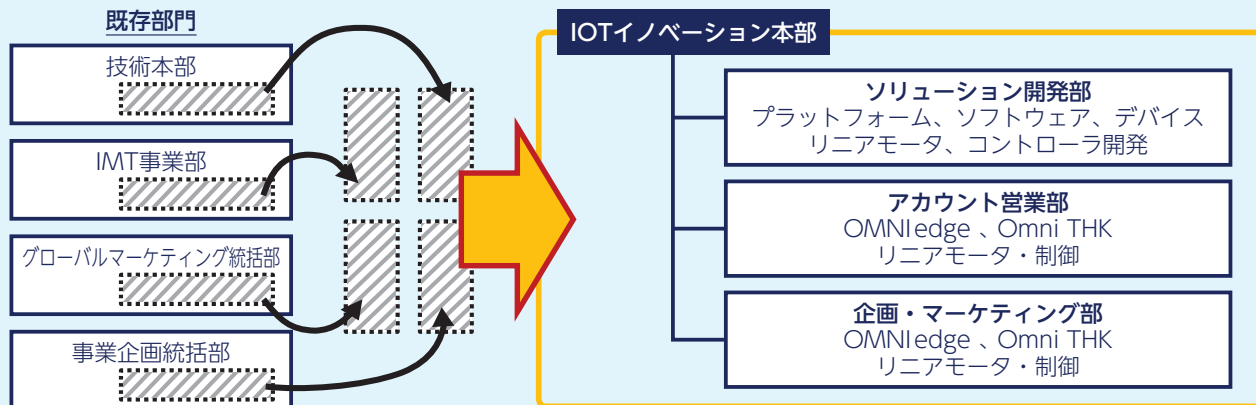 既存部門
技術本部
IMT事業部
グローバルマーケティング統括部
事業企画統括部
IOTイノベーション本部
ソリューション開発部
プラットフォーム、ソフトウェア、デバイス
リニアモータ、コントローラ開発
アカウント営業部
OMNIedge 、Omni THK
リニアモータ・制御
企画・マーケティング部
OMNIedge 、Omni THK
リニアモータ・制御